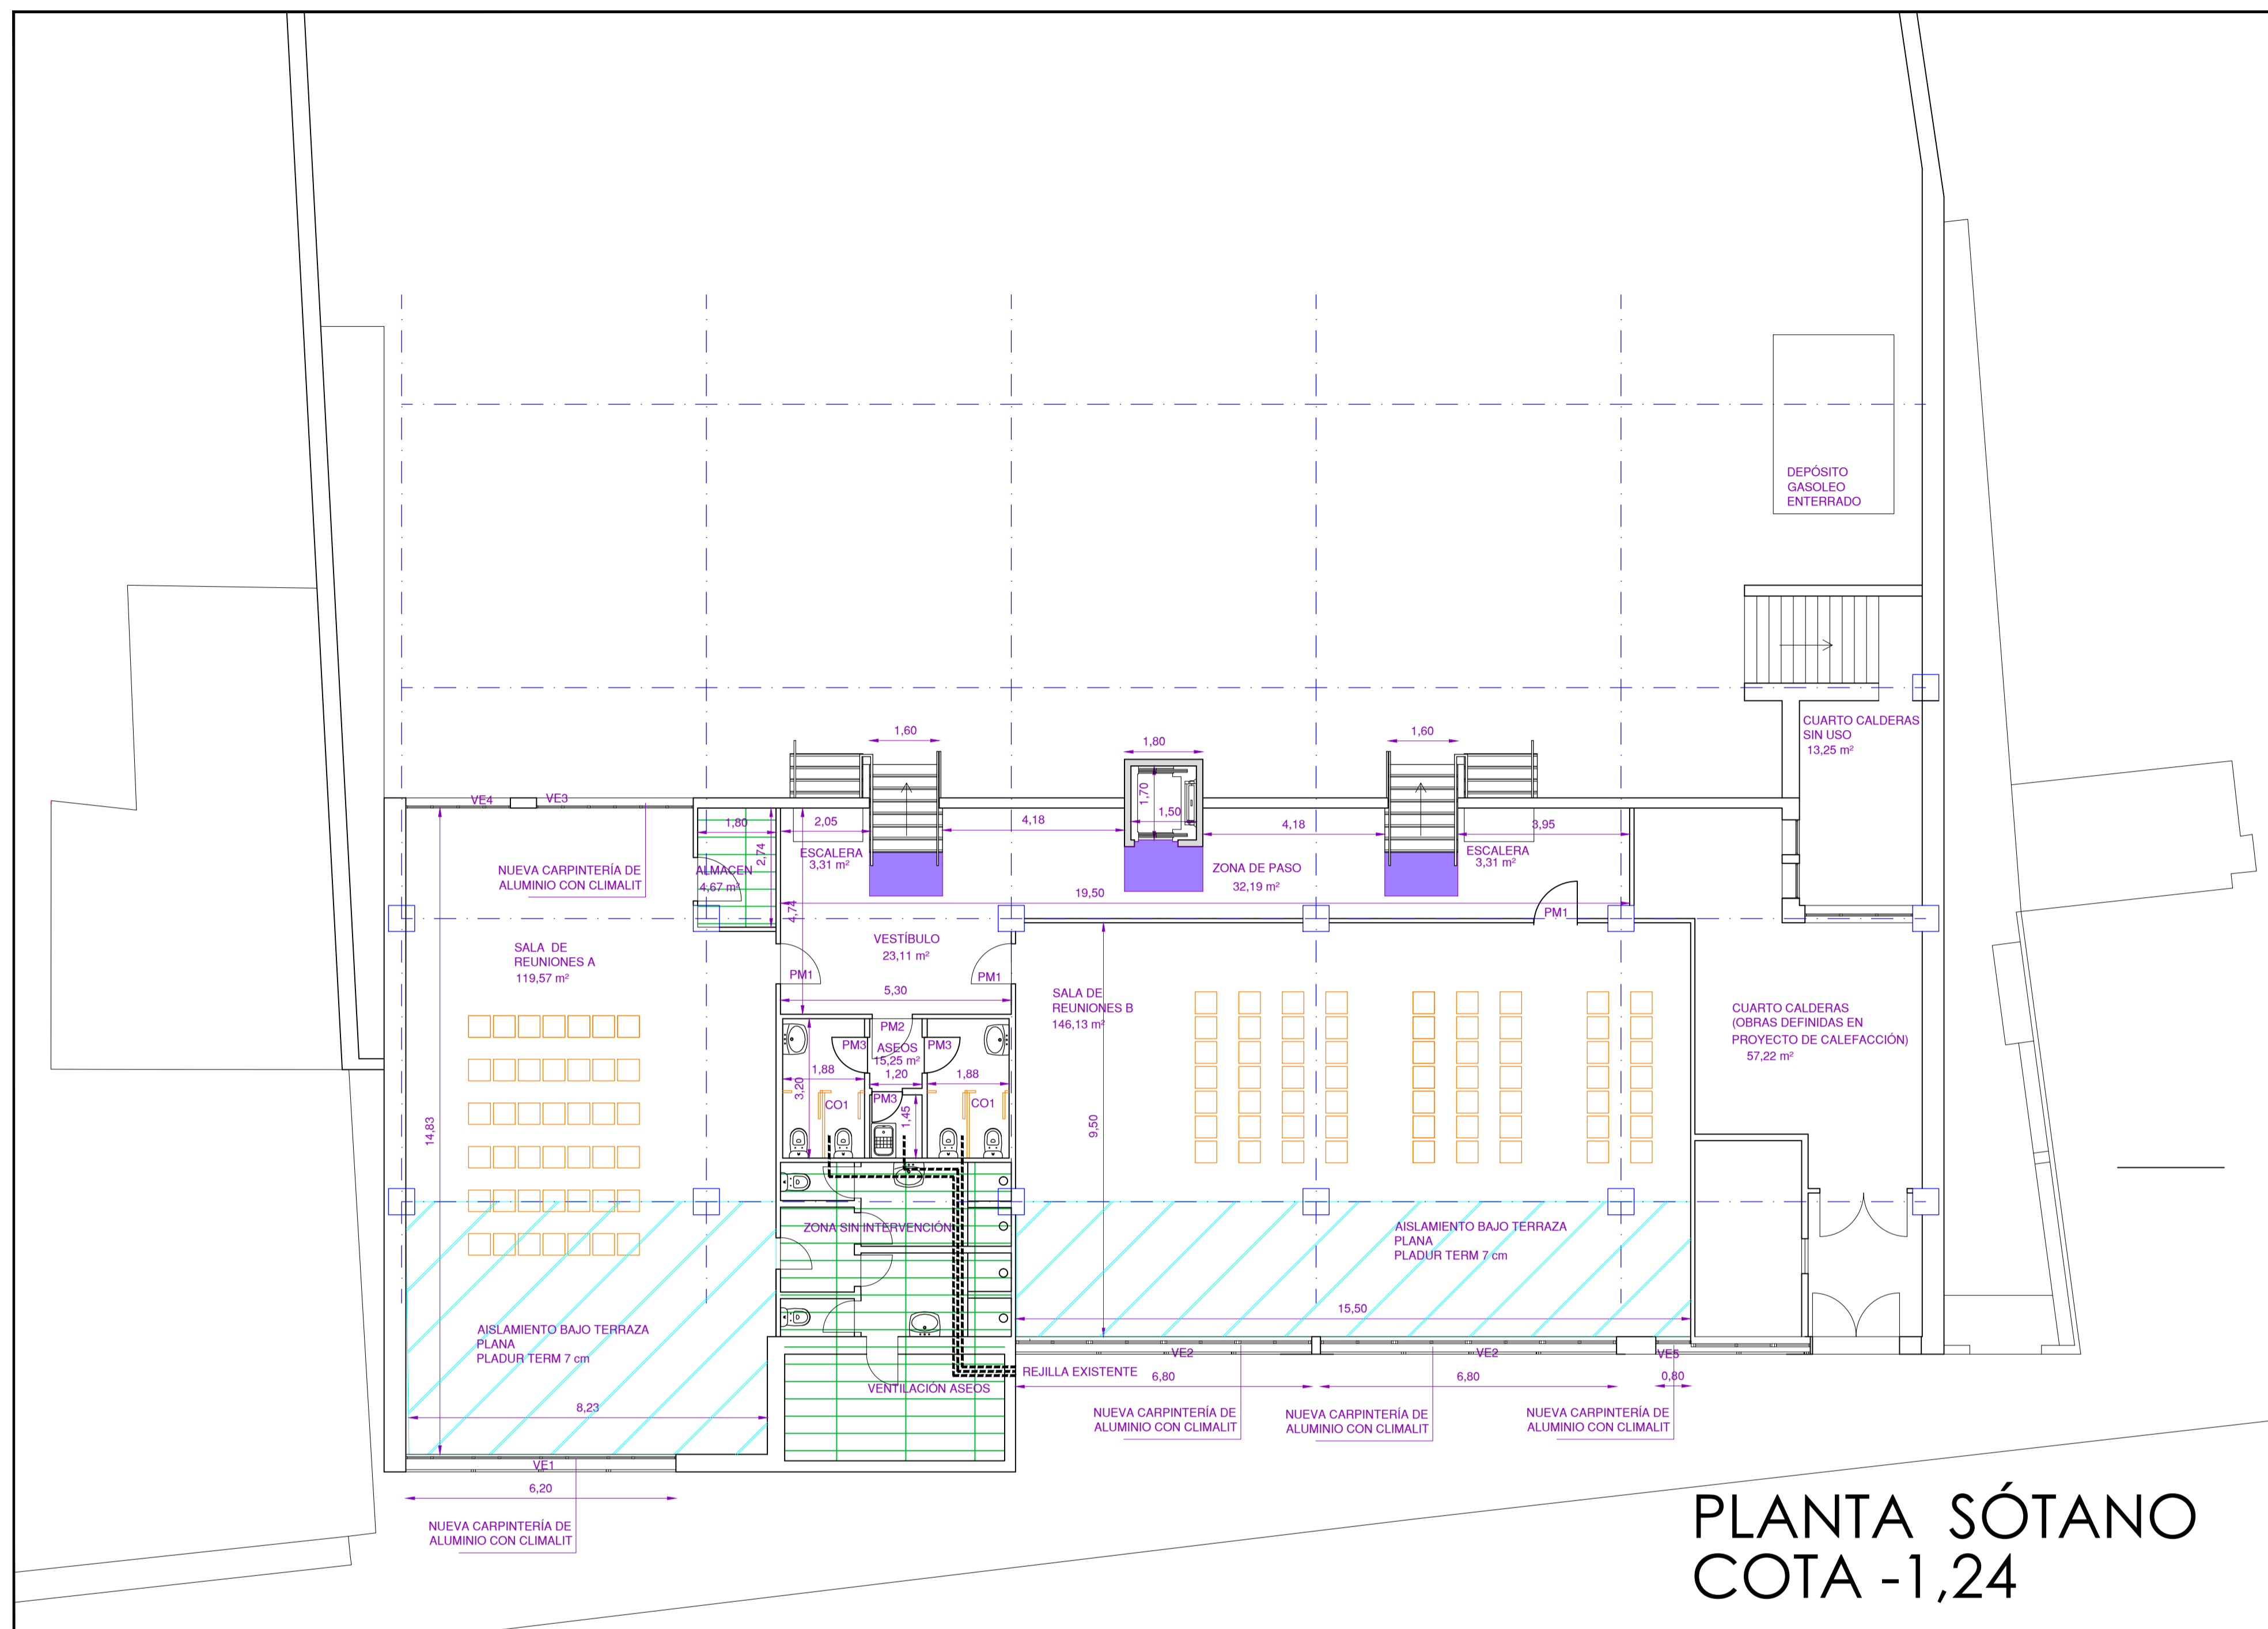 DEPÓSITO
GASOLEO
ENTERRADO
CUARTO CALDERAS
SIN USO
13,25 m²
1,60
1,80
1,60
1,70
1,50
VE4
VE3
1,80
2,74
2,05
4,18
4,18
3,95
ESCALERA
3,31 m²
ESCALERA
3,31 m²
NUEVA CARPINTERÍA DE
ALUMINIO CON CLIMALIT
ALMACEN
4,67 m²
ZONA DE PASO
32,19 m²
19,50
4,74
PM1
VESTÍBULO
23,11 m²
SALA DE
REUNIONES A
119,57 m²
PM1
PM1
5,30
SALA DE
REUNIONES B
146,13 m²
CUARTO CALDERAS
(OBRAS DEFINIDAS EN
PROYECTO DE CALEFACCIÓN)
57,22 m²
PM2
PM3
ASEOS
15,25 m²
PM3
1,88
1,20
1,88
3,20
CO1
PM3
1,45
CO1
14,83
9,50
ZONA SIN INTERVENCIÓN
AISLAMIENTO BAJO TERRAZA
PLANA
PLADUR TERM 7 cm
15,50
AISLAMIENTO BAJO TERRAZA
PLANA
PLADUR TERM 7 cm
VE2
VE2
VE5
REJILLA EXISTENTE
6,80
6,80
0,80
VENTILACIÓN ASEOS
8,23
NUEVA CARPINTERÍA DE
ALUMINIO CON CLIMALIT
NUEVA CARPINTERÍA DE
ALUMINIO CON CLIMALIT
NUEVA CARPINTERÍA DE
ALUMINIO CON CLIMALIT
VE1
6,20
NUEVA CARPINTERÍA DE
ALUMINIO CON CLIMALIT
PLANTA SÓTANO
COTA -1,24